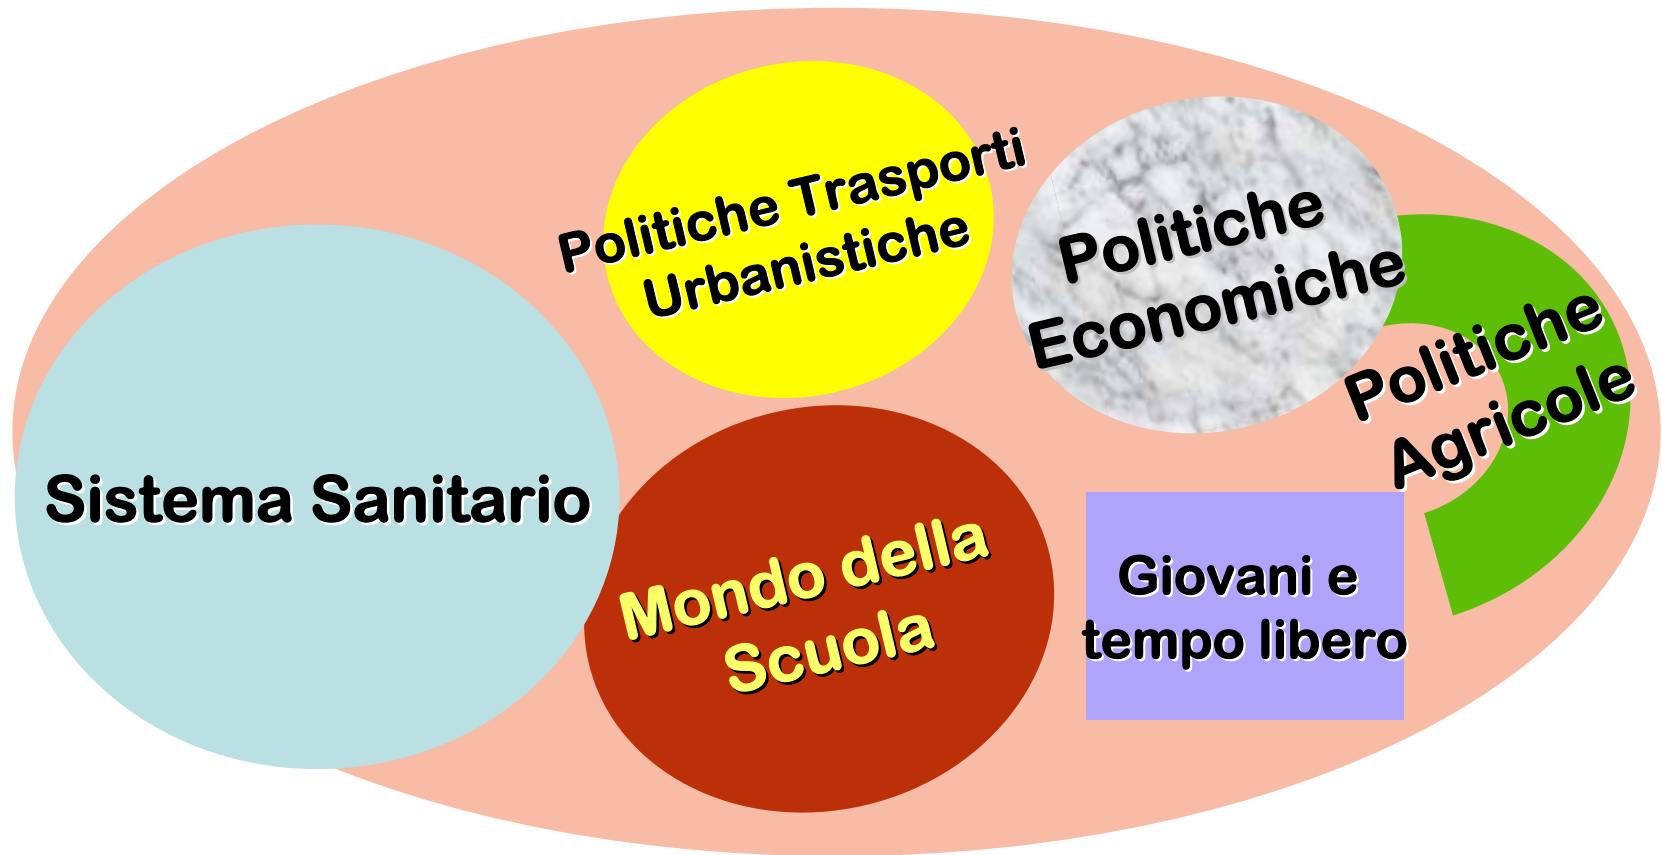 Politiche Trasporti
Urbanistiche
Politiche
Economiche
Politiche
Agricole
Sistema Sanitario
Mondo della
Scuola
Giovani e
tempo libero